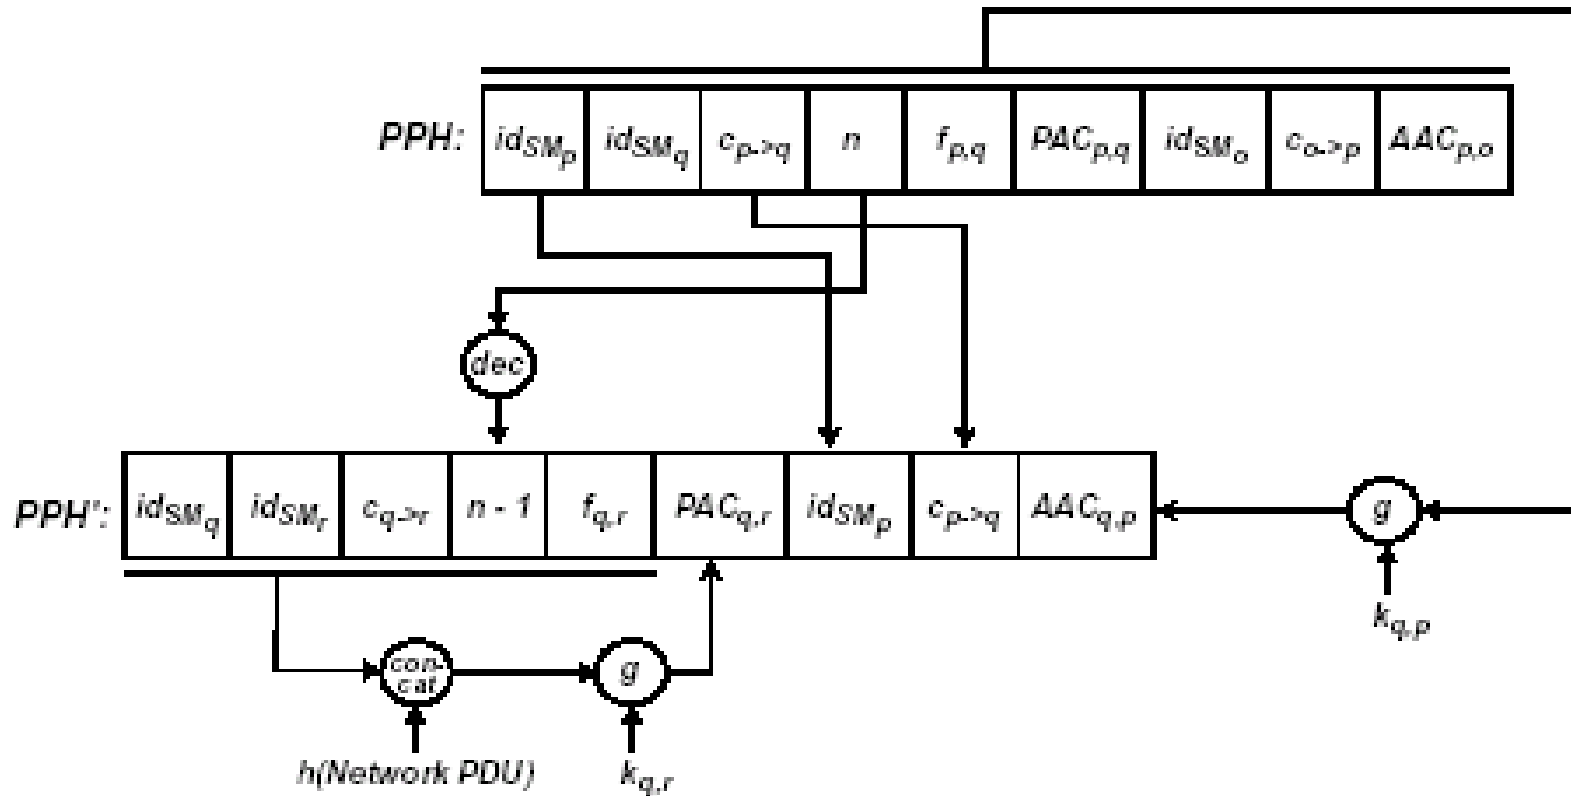 PPH: id_SM_p id_SM_q c_p->q n f_p,q PAC_p,q id_SM_o c_o->p AAC_p,o
dec
PPH': id_SM_q id_SM_r c_q->r n - 1 f_q,r PAC_q,r id_SM_p c_p->q AAC_q,p
g
k_q,p
con-
cat
g
h(Network PDU)
k_q,r